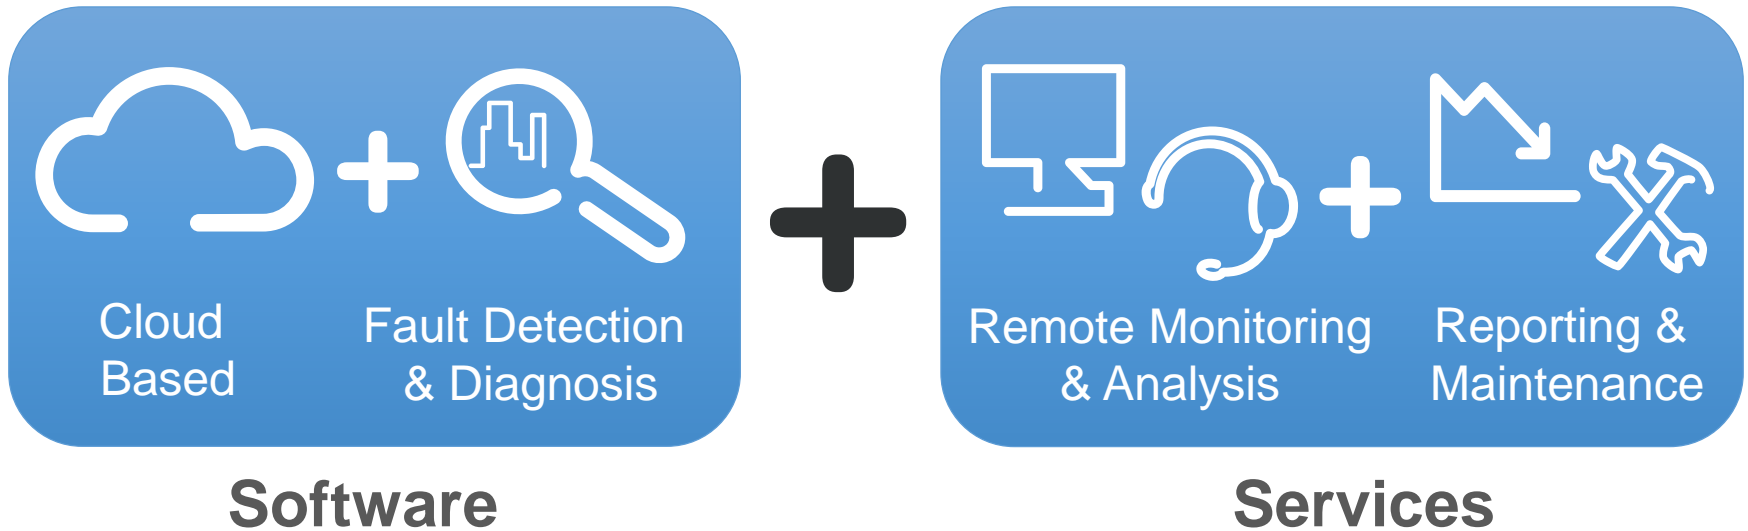 Cloud
Based
Fault Detection
& Diagnosis
Remote Monitoring
& Analysis
Reporting &
Maintenance
Software
Services